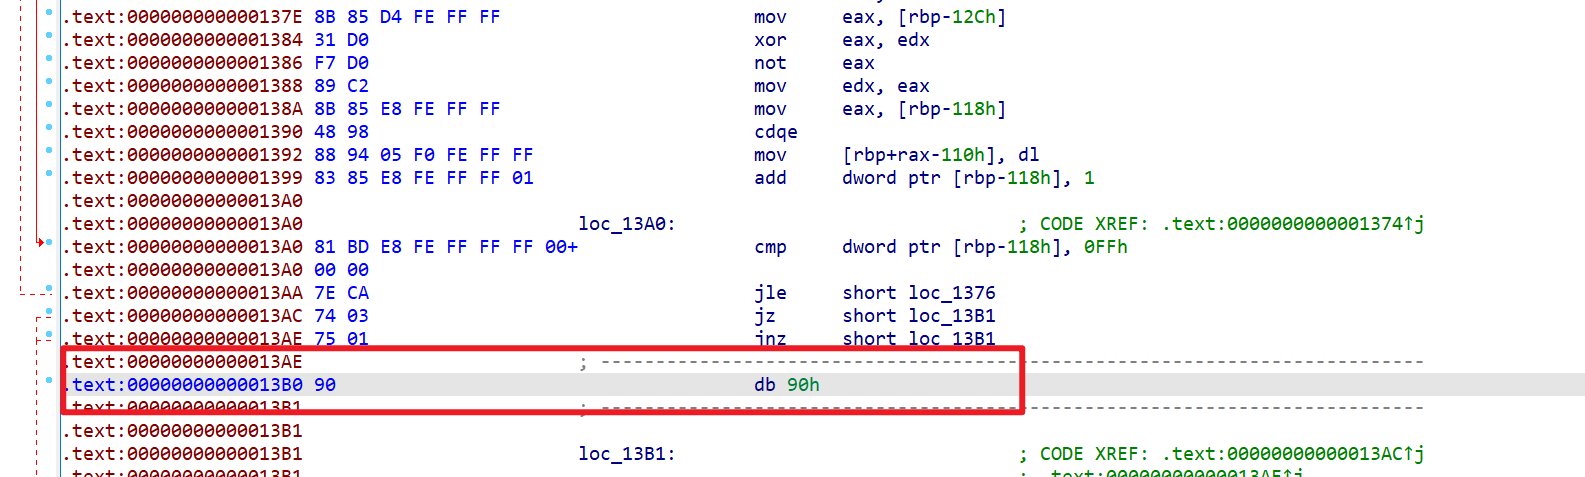 .text:000000000000137E 8B 85 D4 FE FF FF mov eax, [rbp-12Ch]
.text:0000000000001384 31 D0 xor eax, edx
.text:0000000000001386 F7 D0 not eax
.text:0000000000001388 89 C2 mov edx, eax
.text:000000000000138A 8B 85 E8 FE FF FF mov eax, [rbp-118h]
.text:0000000000001390 48 98 cdqe
.text:0000000000001392 88 94 05 F0 FE FF FF mov [rbp+rax-110h], dl
.text:0000000000001399 83 85 E8 FE FF FF 01 add dword ptr [rbp-118h], 1
.text:00000000000013A0
.text:00000000000013A0 loc_13A0: ; CODE XREF: .text:0000000000001374↑j
.text:00000000000013A0 81 BD E8 FE FF FF FF 00+ cmp dword ptr [rbp-118h], 0FFh
.text:00000000000013A0 00 00
.text:00000000000013AA 7E CA jle short loc_1376
.text:00000000000013AC 74 03 jz short loc_13B1
.text:00000000000013AE 75 01 jnz short loc_13B1
.text:00000000000013AE ; ---------------------------------------------------------------------------
.text:00000000000013B0 90 db 90h
.text:00000000000013B1 ; ---------------------------------------------------------------------------
.text:00000000000013B1
.text:00000000000013B1 loc_13B1: ; CODE XREF: .text:00000000000013AC↑j
.text:00000000000013B1 ; .text:00000000000013AE↑j